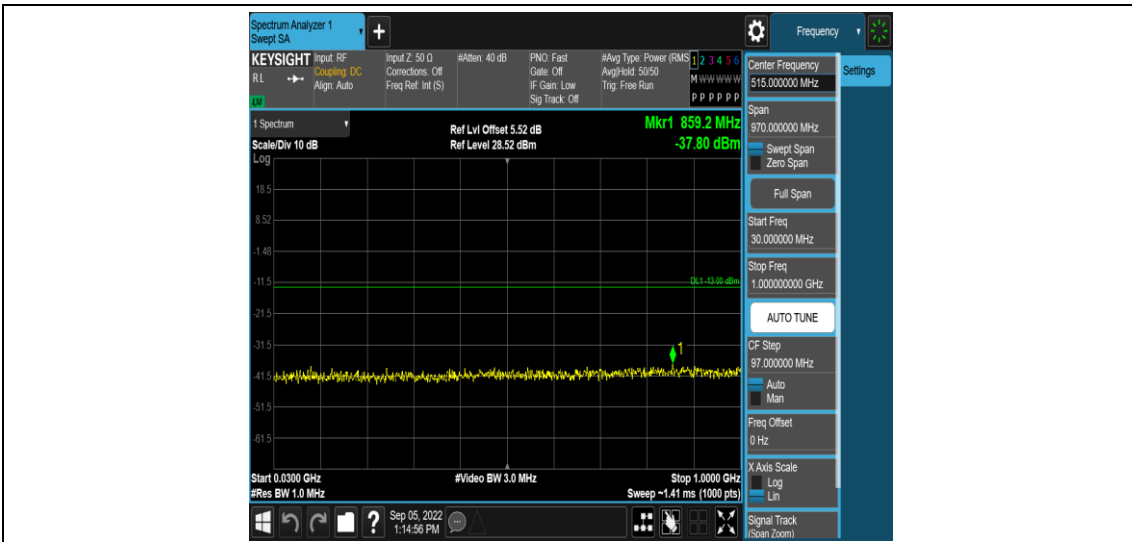 Spectrum Analyzer 1
Swept SA
+
Frequency
KEYSIGHT
RL
LXI
Input: RF
Coupling: DC
Align: Auto
Input Z: 50 Ω
Corrections: Off
Freq Ref: Int (S)
#Atten: 40 dB
PNO: Fast
Gate: Off
IF Gain: Low
Sig Track: Off
#Avg Type: Power (RMS
Avg|Hold: 50/50
Trig: Free Run
1 2 3 4 5 6
M W W W W W
P P P P P P
Center Frequency
515.000000 MHz
Settings
Span
970.000000 MHz
Swept Span
Zero Span
Full Span
Start Freq
30.000000 MHz
Stop Freq
1.000000000 GHz
AUTO TUNE
CF Step
97.000000 MHz
Auto
Man
Freq Offset
0 Hz
X Axis Scale
Log
Lin
Signal Track
(Span Zoom)
1 Spectrum
Scale/Div 10 dB
Log
Ref Lvl Offset 5.52 dB
Ref Level 28.52 dBm
Mkr1 859.2 MHz
-37.80 dBm
18.5
8.52
-1.48
-11.5
DL1 -13.00 dBm
-21.5
-31.5
1
-41.5
-51.5
-61.5
Start 0.0300 GHz
#Video BW 3.0 MHz
Stop 1.0000 GHz
#Res BW 1.0 MHz
Sweep ~1.41 ms (1000 pts)
?
Sep 05, 2022
1:14:56 PM